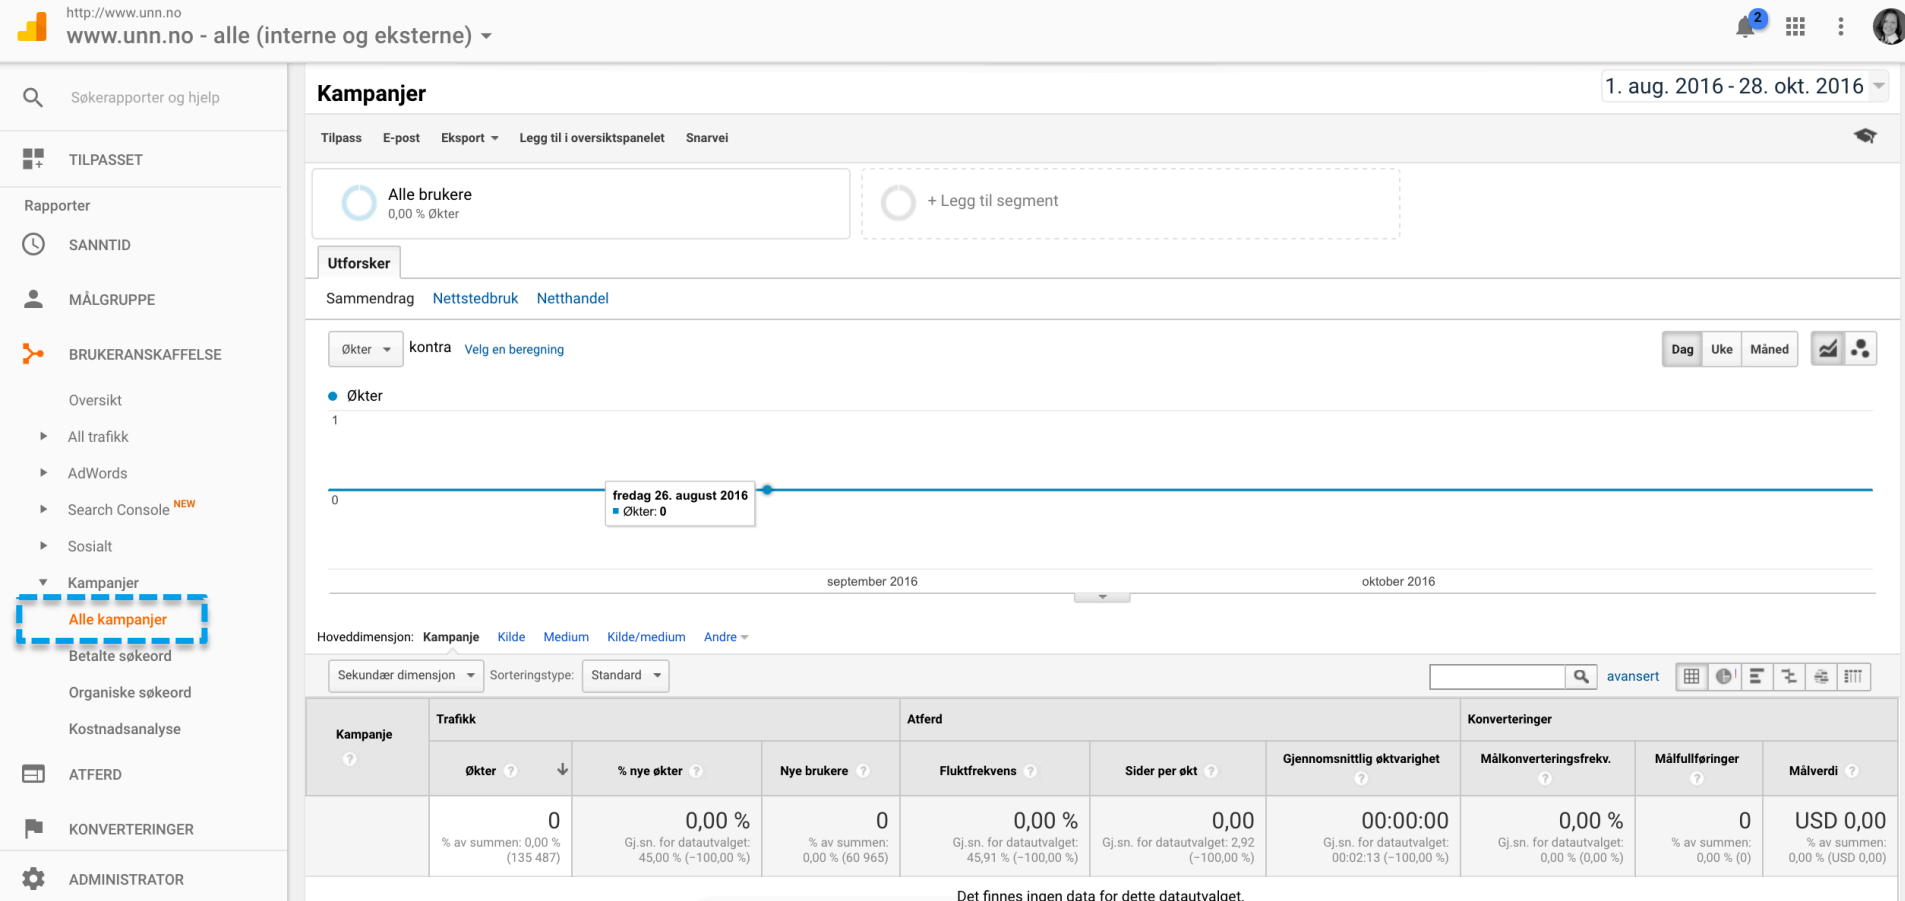 http://www.unn.no
www.unn.no - alle (interne og eksterne)
2
Søkerapporter og hjelp
TILPASSET
Rapporter
SANNTID
MÅLGRUPPE
BRUKERANSKAFFELSE
Oversikt
All trafikk
AdWords
Search Console NEW
Sosialt
Kampanjer
Alle kampanjer
Betalte søkeord
Organiske søkeord
Kostnadsanalyse
ATFERD
KONVERTERINGER
ADMINISTRATOR
Kampanjer
1. aug. 2016 - 28. okt. 2016
Tilpass E-post Eksport Legg til i oversiktspanelet Snarvei
Alle brukere
0,00 % Økter
+ Legg til segment
Utforsker
Sammendrag Nettstedbruk Netthandel
Økter kontra Velg en beregning
Dag Uke Måned
Økter
1
0
fredag 26. august 2016
Økter: 0
september 2016 oktober 2016
Hoveddimensjon: Kampanje Kilde Medium Kilde/medium Andre
Sekundær dimensjon Sorteringstype: Standard avansert
Kampanje ? Trafikk Atferd Konverteringer
Økter ? % nye økter ? Nye brukere ? Fluktfrekvens ? Sider per økt ? Gjennomsnittlig øktvarighet ? Målkonverteringsfrekv. ? Målfullføringer ? Målverdi ?
0 0,00 % 0 0,00 % 0,00 00:00:00 0,00 % 0 USD 0,00
% av summen: 0,00 % Gj.sn. for datautvalget: % av summen: Gj.sn. for datautvalget: Gj.sn. for datautvalget: 2,92 Gj.sn. for datautvalget: Gj.sn. for datautvalget: % av summen: % av summen:
(135 487) 45,00 % (−100,00 %) 0,00 % (60 965) 45,91 % (−100,00 %) (−100,00 %) 00:02:13 (−100,00 %) 0,00 % (0,00 %) 0,00 % (0) 0,00 % (USD 0,00)
Det finnes ingen data for dette datautvalget.